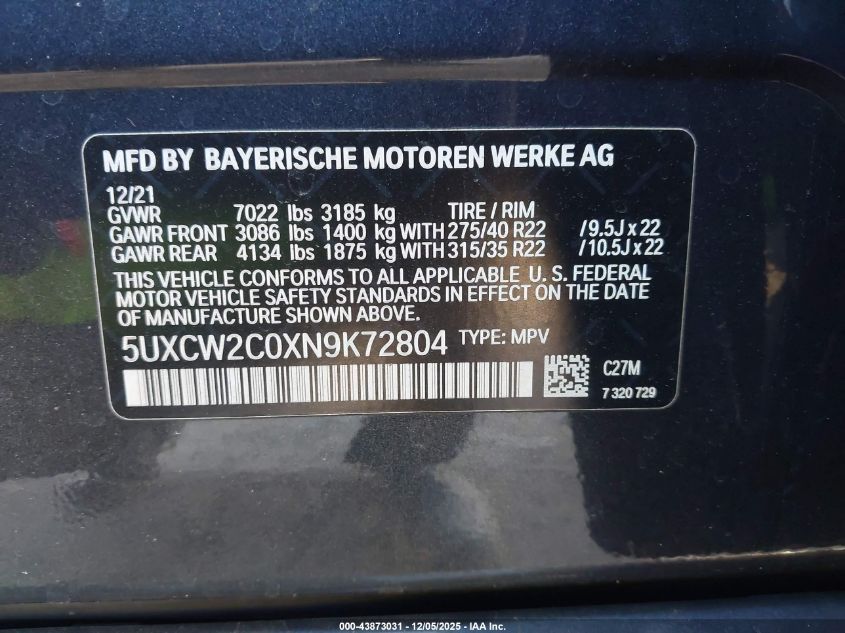 MFD BY BAYERISCHE MOTOREN WERKE AG
12/21
GVWR 7022 lbs 3185 kg TIRE / RIM
GAWR FRONT 3086 lbs 1400 kg WITH 275/40 R22 / 9.5J x 22
GAWR REAR 4134 lbs 1875 kg WITH 315/35 R22 / 10.5J x 22
THIS VEHICLE CONFORMS TO ALL APPLICABLE U. S. FEDERAL
MOTOR VEHICLE SAFETY STANDARDS IN EFFECT ON THE DATE
OF MANUFACTURE SHOWN ABOVE.
5UXCW2C0XN9K72804 TYPE: MPV
C27M
7 320 729
000-43873031 - 12/05/2025 - IAA Inc.